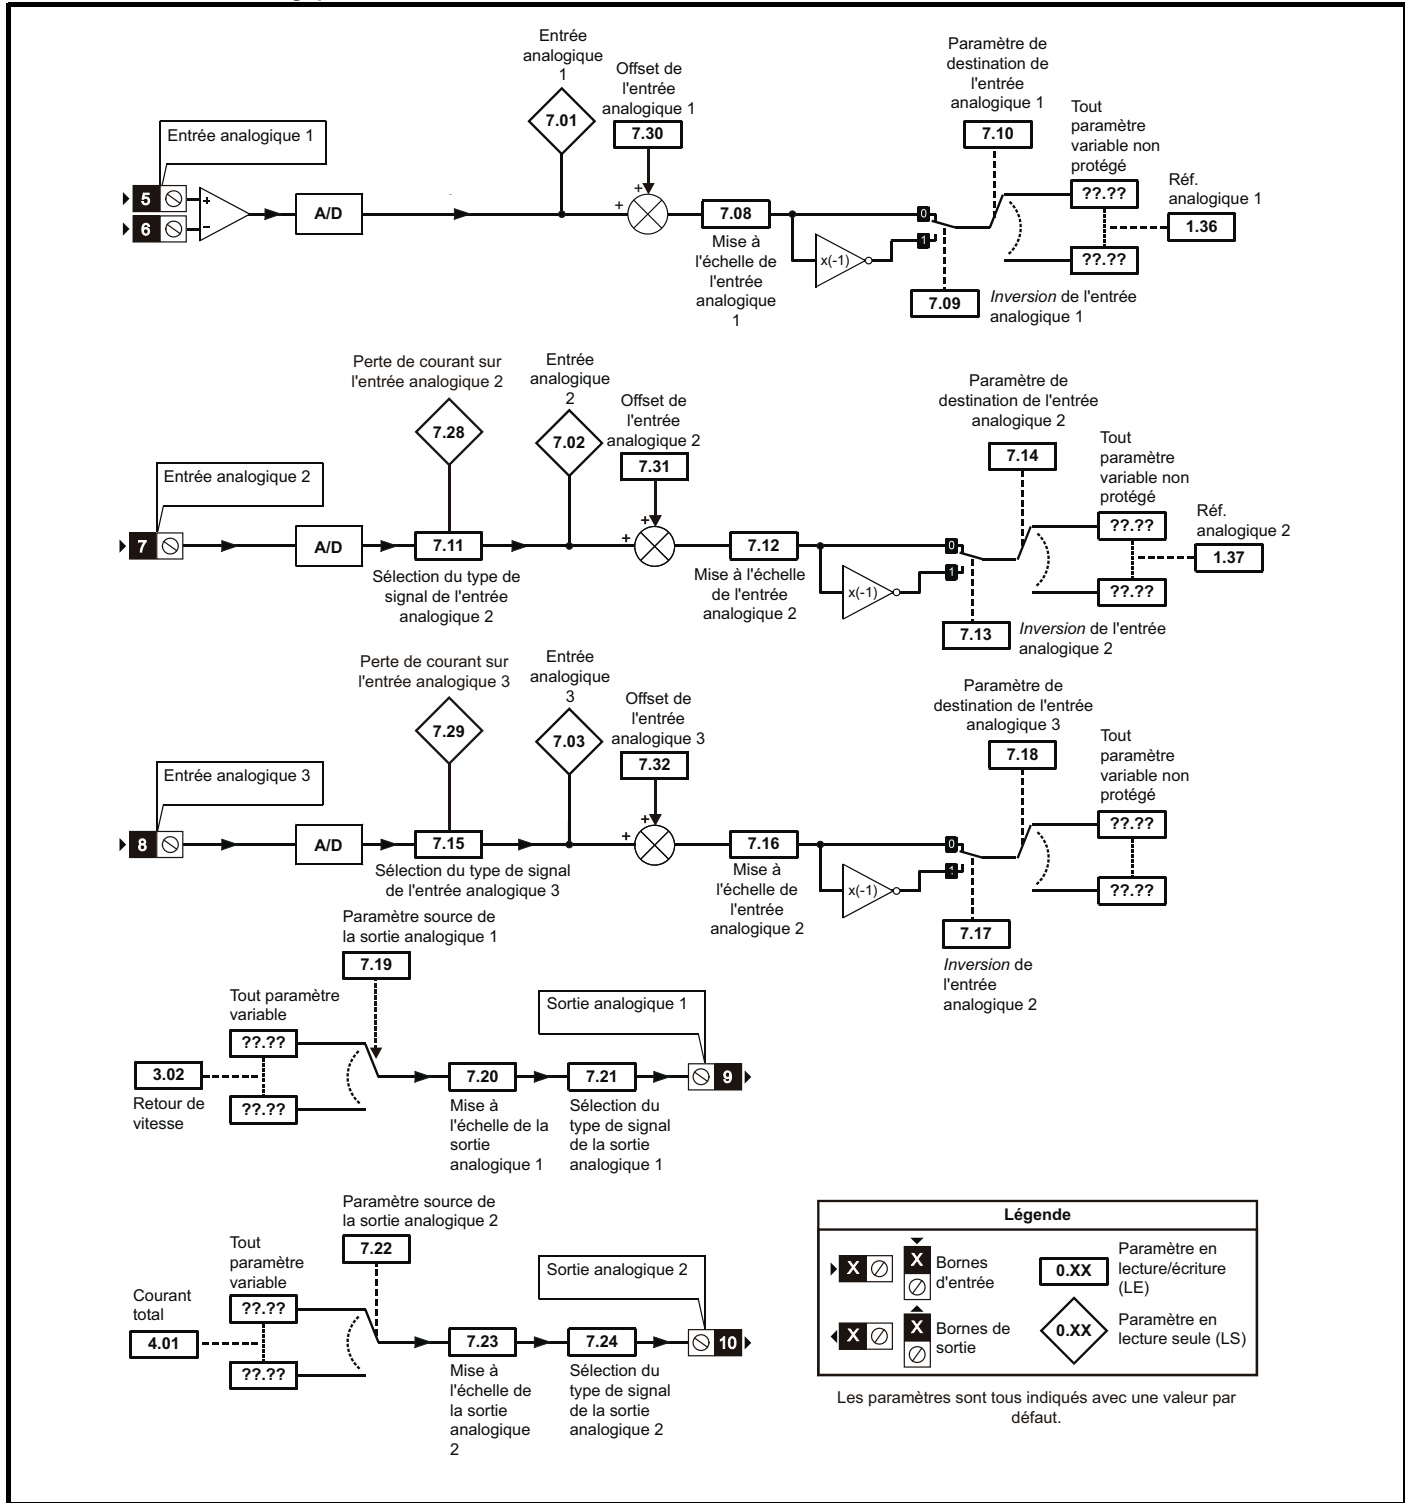 Entrée
analogique
1
Offset de
l'entrée
analogique 1
Paramètre de
destination de
l'entrée
analogique 1
Tout
paramètre
variable non
protégé
Réf.
analogique 1
Entrée analogique 1
7.01
7.30
7.10
5
6
+
−
A/D
+
+
7.08
0
1
x(-1)
??.??
??.??
1.36
Mise à
l'échelle de
l'entrée
analogique
1
7.09
Inversion de l'entrée
analogique 1
Perte de courant sur
l'entrée analogique 2
Entrée
analogique
2
Offset de
l'entrée
analogique 2
Paramètre de
destination de l'entrée
analogique 2
Tout
paramètre
variable non
protégé
Réf.
analogique 2
Entrée analogique 2
7.28
7.02
7.31
7.14
7
A/D
7.11
+
+
7.12
0
1
x(-1)
??.??
??.??
1.37
Sélection du type de
signal de l'entrée
analogique 2
Mise à l'échelle
de l'entrée
analogique 2
7.13
Inversion de l'entrée
analogique 2
Perte de courant sur
l'entrée analogique 3
Entrée
analogique
3
Offset de
l'entrée
analogique 3
Paramètre de
destination de l'entrée
analogique 3
Tout
paramètre
variable non
protégé
Entrée analogique 3
7.29
7.03
7.32
7.18
8
A/D
7.15
+
+
7.16
0
1
x(-1)
??.??
??.??
Sélection du type de signal
de l'entrée analogique 3
Mise à
l'échelle de
l'entrée
analogique 2
7.17
Inversion de
l'entrée
analogique 2
Paramètre source de
la sortie analogique 1
7.19
Tout paramètre
variable
??.??
??.??
3.02
Retour de
vitesse
7.20
Mise à
l'échelle de la
sortie
analogique 1
7.21
Sélection du
type de signal
de la sortie
analogique 1
Sortie analogique 1
9
Paramètre source de
la sortie analogique 2
7.22
Tout
paramètre
variable
??.??
??.??
Courant
total
4.01
7.23
Mise à
l'échelle de
la sortie
analogique
2
7.24
Sélection du
type de signal
de la sortie
analogique 2
Sortie analogique 2
10
Légende
X
X
Bornes
d'entrée
X
X
Bornes de
sortie
0.XX
Paramètre en
lecture/écriture
(LE)
0.XX
Paramètre en
lecture seule (LS)
Les paramètres sont tous indiqués avec une valeur par
défaut.